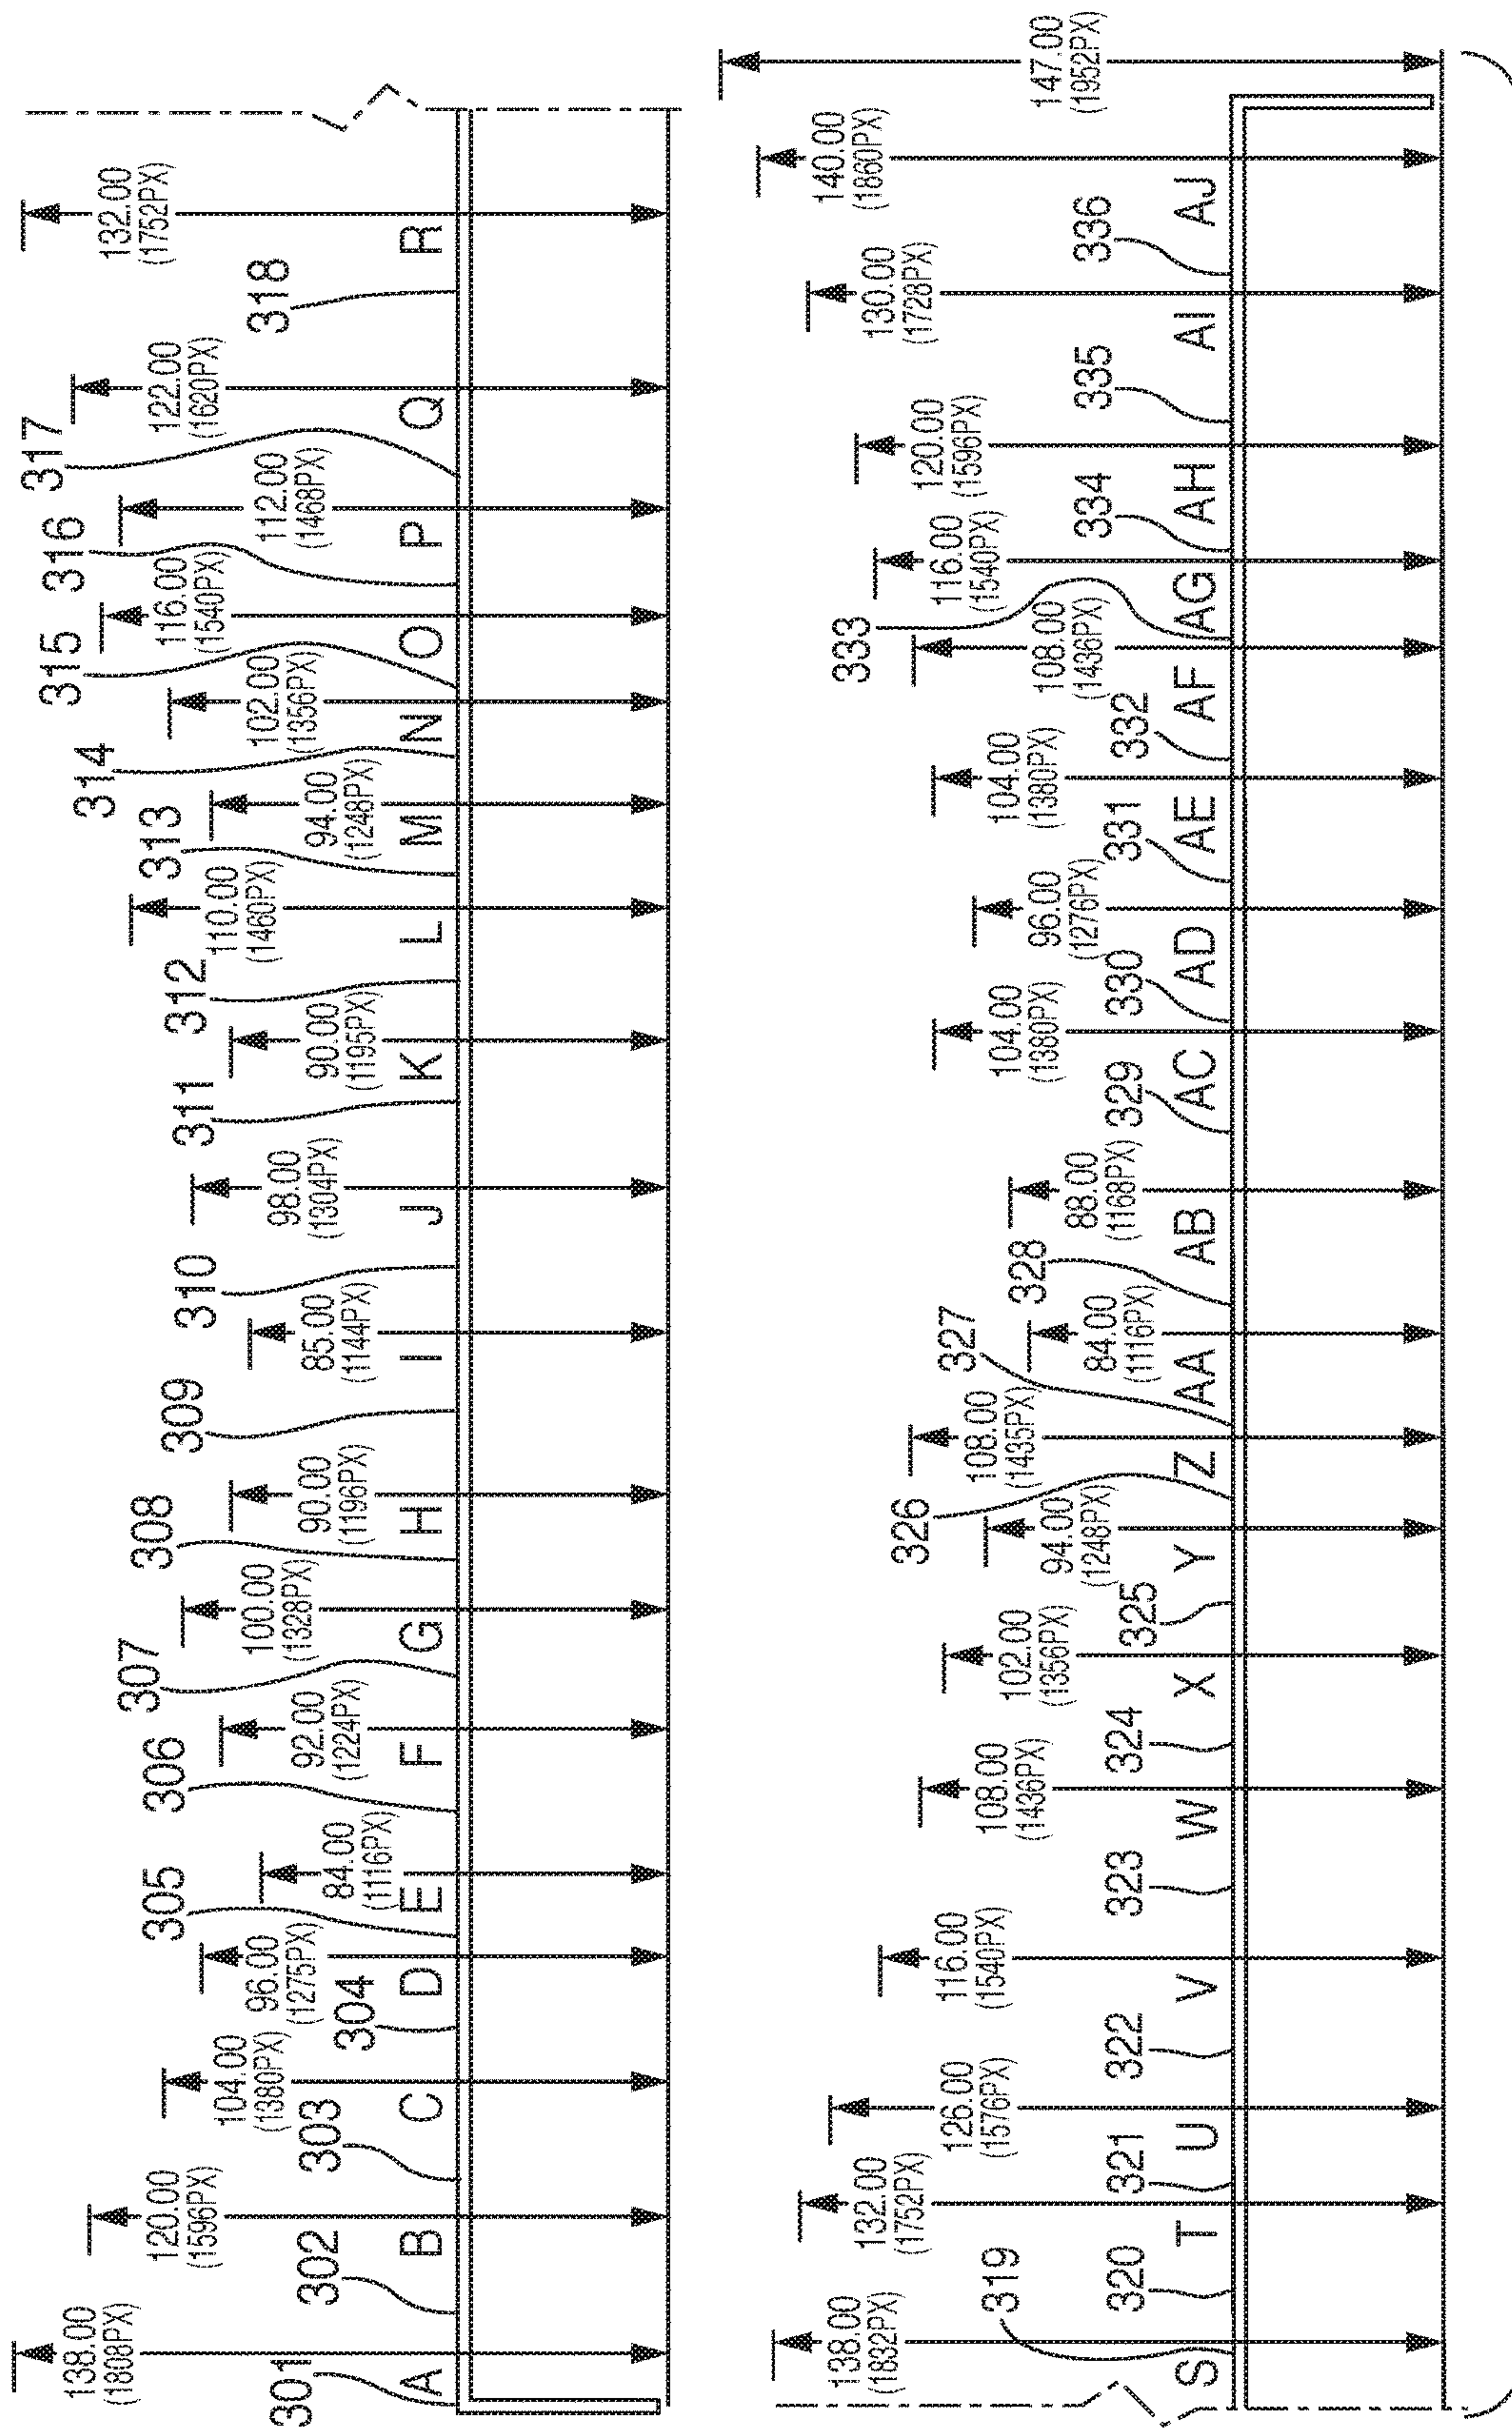 138.00
(1808PX)
301
A
302
120.00
(1596PX)
B
303
104.00
(1380PX)
C
304
96.00
(1275PX)
D
305
84.00
(1116PX)
E
306
92.00
(1224PX)
F
307
100.00
(1328PX)
G
308
90.00
(1196PX)
H
309
85.00
(1144PX)
I
310
98.00
(1304PX)
J
311
90.00
(1195PX)
K
312
110.00
(1460PX)
L
313
94.00
(1248PX)
M
314
102.00
(1356PX)
N
315
116.00
(1540PX)
O
316
112.00
(1468PX)
P
317
122.00
(1620PX)
Q
318
132.00
(1752PX)
R
138.00
(1832PX)
319
S
320
132.00
(1752PX)
T
321
126.00
(1576PX)
U
322
116.00
(1540PX)
V
323
108.00
(1436PX)
W
324
102.00
(1356PX)
X
325
94.00
(1248PX)
Y
326
108.00
(1435PX)
Z
327
84.00
(1116PX)
AA
328
88.00
(1168PX)
AB
329
104.00
(1380PX)
AC
330
96.00
(1276PX)
AD
331
104.00
(1380PX)
AE
332
108.00
(1436PX)
AF
333
116.00
(1540PX)
AG
334
120.00
(1596PX)
AH
335
130.00
(1728PX)
AI
336
140.00
(1860PX)
AJ
147.00
(1952PX)